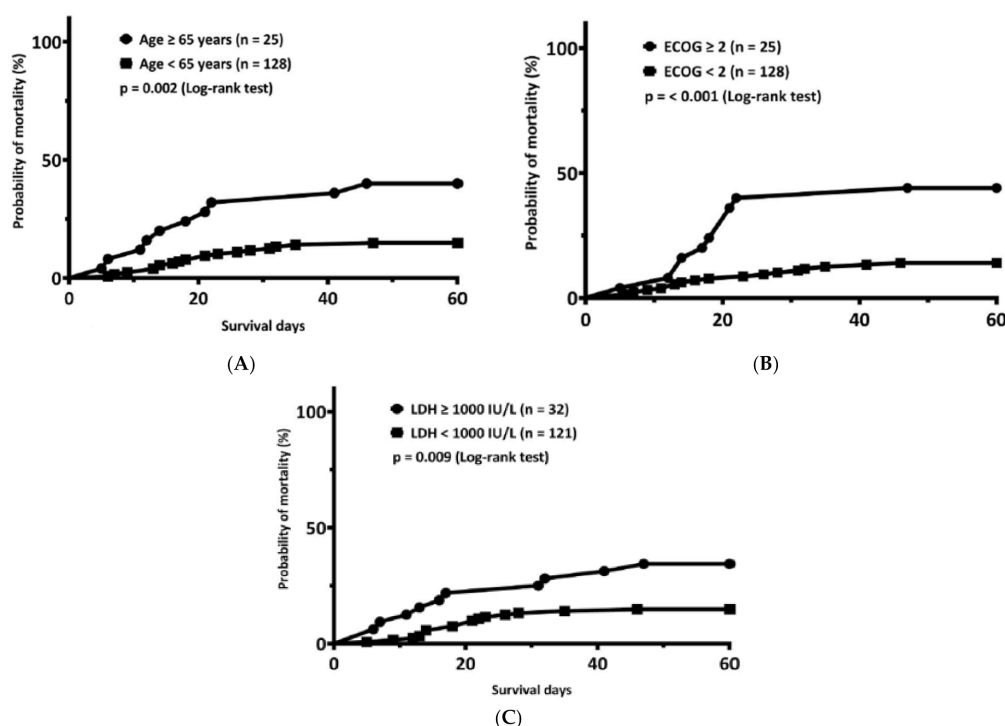 100
Age ≥ 65 years (n = 25)
Age < 65 years (n = 128)
p = 0.002 (Log-rank test)
Probability of mortality (%)
50
0
0 20 40 60
Survival days
(A)
100
ECOG ≥ 2 (n = 25)
ECOG < 2 (n = 128)
p = < 0.001 (Log-rank test)
Probability of mortality (%)
50
0
0 20 40 60
(B)
100
LDH ≥ 1000 IU/L (n = 32)
LDH < 1000 IU/L (n = 121)
p = 0.009 (Log-rank test)
Probability of mortality (%)
50
0
0 20 40 60
Survival days
(C)